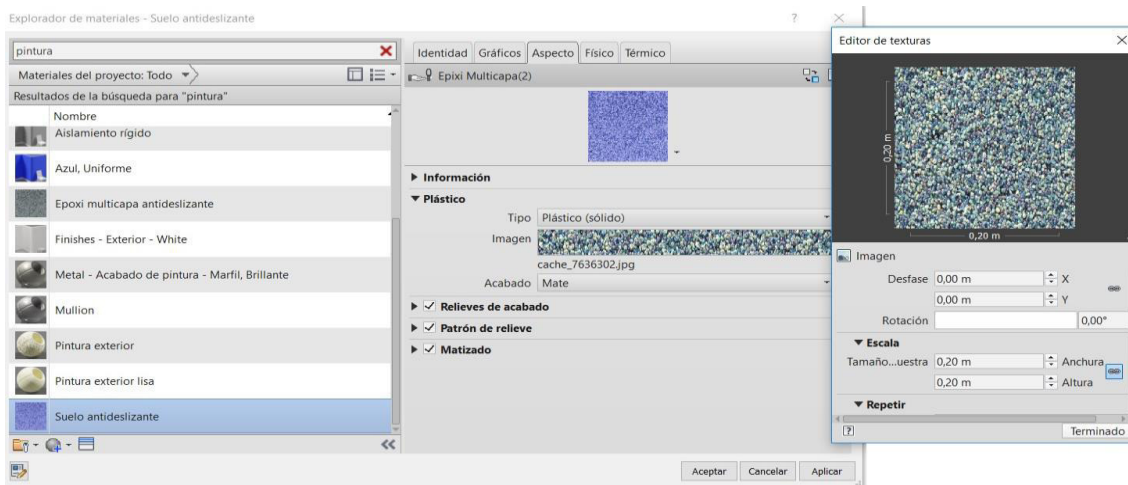 Explorador de materiales - Suelo antideslizante
pintura
Materiales del proyecto: Todo
Resultados de la búsqueda para "pintura"
Nombre
Aislamiento rígido
Azul, Uniforme
Epoxi multicapa antideslizante
Finishes - Exterior - White
Metal - Acabado de pintura - Marfil, Brillante
Mullion
Pintura exterior
Pintura exterior lisa
Suelo antideslizante
Identidad Gráficos Aspecto Físico Térmico
Epixi Multicapa(2)
Información
Plástico
Tipo Plástico (sólido)
Imagen
cache_7636302.jpg
Acabado Mate
Relieves de acabado
Patrón de relieve
Matizado
Aceptar Cancelar Aplicar
Editor de texturas
0,20 m
0,20 m
Imagen
Desfase 0,00 m X
0,00 m Y
Rotación 0,00°
Escala
Tamaño...uestra 0,20 m Anchura
0,20 m Altura
Repetir
? Terminado